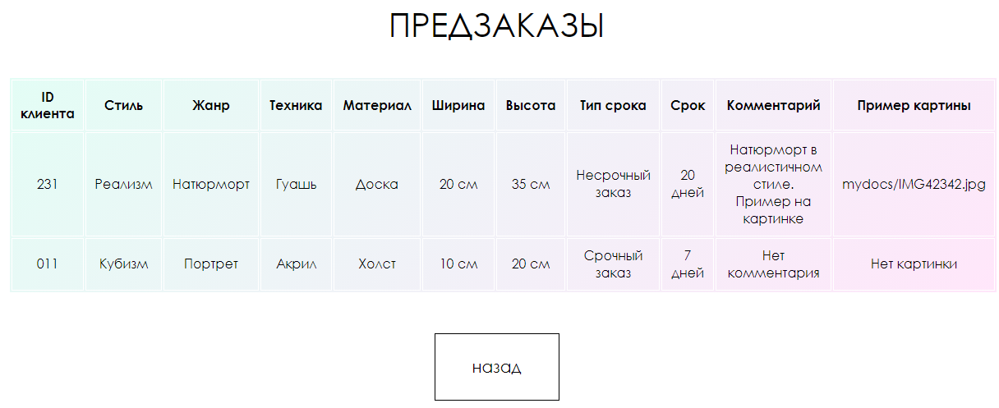 ПРЕДЗАКАЗЫ
ID клиента Стиль Жанр Техника Материал Ширина Высота Тип срока Срок Комментарий Пример картины
231 Реализм Натюрморт Гуашь Доска 20 см 35 см Несрочный заказ 20 дней Натюрморт в реалистичном стиле. Пример на картинке mydocs/IMG42342.jpg
011 Кубизм Портрет Акрил Холст 10 см 20 см Срочный заказ 7 дней Нет комментария Нет картинки
назад